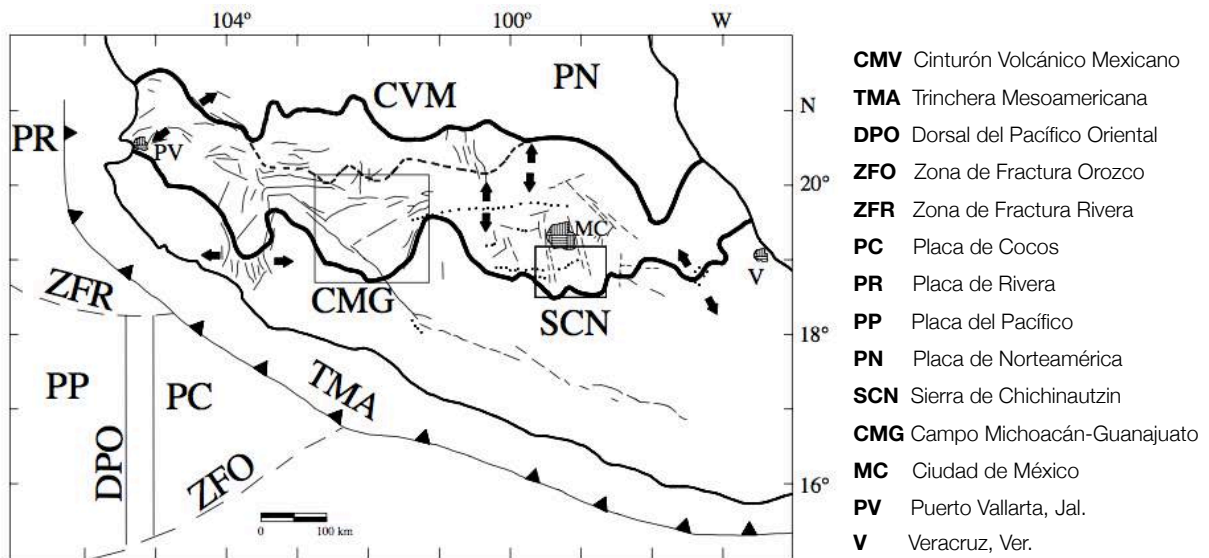 104° 100° W
PN
CVM
N
PR
PV
20°
MC
V
CMG
SCN
ZFR
18°
TMA
PP
PC
DPO
ZFO
16°
0 100 km
CMV Cinturón Volcánico Mexicano
TMA Trinchera Mesoamericana
DPO Dorsal del Pacífico Oriental
ZFO Zona de Fractura Orozco
ZFR Zona de Fractura Rivera
PC Placa de Cocos
PR Placa de Rivera
PP Placa del Pacífico
PN Placa de Norteamérica
SCN Sierra de Chichinautzin
CMG Campo Michoacán-Guanajuato
MC Ciudad de México
PV Puerto Vallarta, Jal.
V Veracruz, Ver.